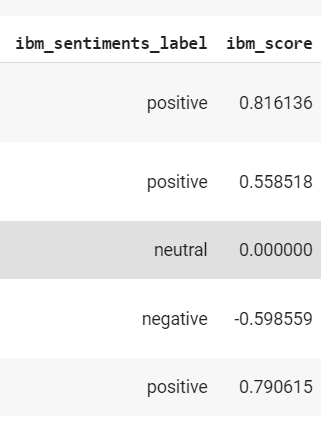 ibm_sentiments_label ibm_score
positive 0.816136
positive 0.558518
neutral 0.000000
negative -0.598559
positive 0.790615